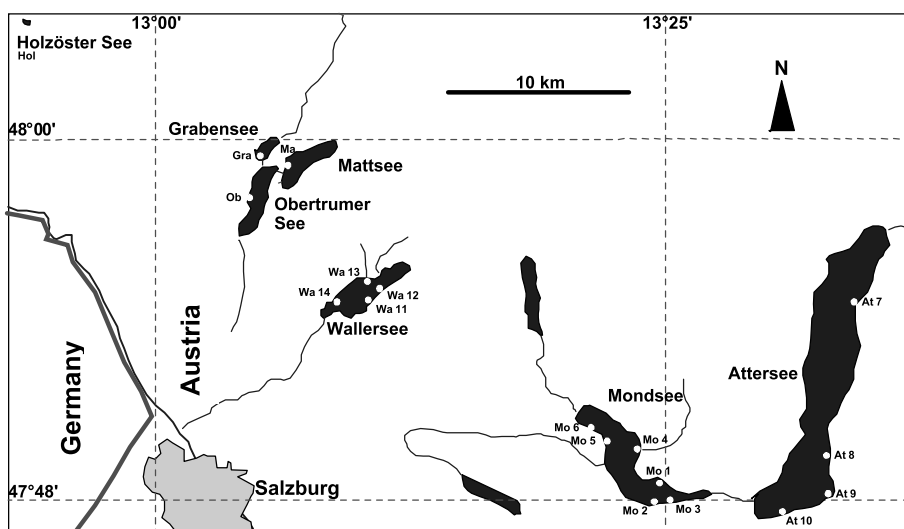 13°00'
13°25'
Holzöster See
Hol
10 km
N
48°00'
Grabensee
Gra
Ma
Mattsee
Ob
Obertrumer
See
Wa 13
Wa 14
Wa 12
Wa 11
Wallersee
At 7
Germany
Austria
Attersee
Mondsee
Mo 6
Mo 5
Mo 4
At 8
Mo 1
47°48'
Salzburg
Mo 2
Mo 3
At 9
At 10